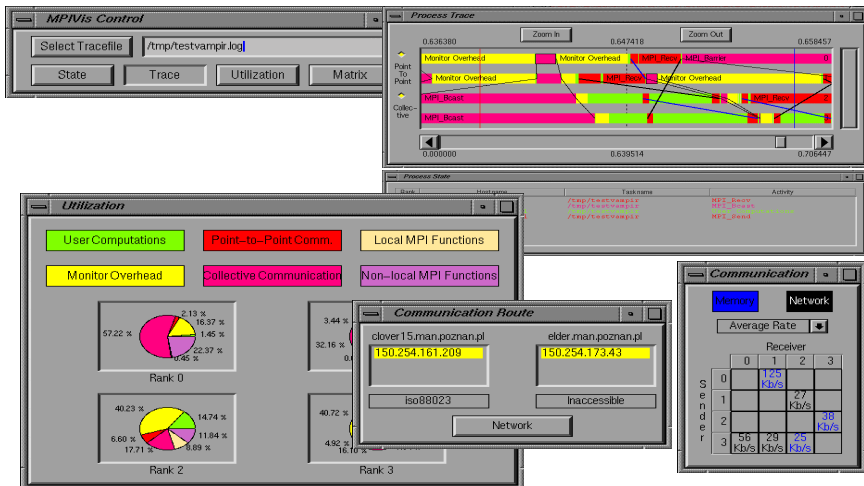 MPIVis Control
Select Tracefile
/tmp/testvampir.log
State
Trace
Utilization
Matrix
Process Trace
Zoom In
Zoom Out
0.636380
0.647418
0.658457
Point
To
Point
Collec-
tive
Monitor Overhead
Monitor Overhead
MPI_Recv
MPI_Barrier
0
Monitor Overhead
MPI_Recv
Monitor Overhead
MPI_Bcast
MPI_Recv
2
MPI_Bcast
0.000000
0.639514
0.706447
Process State
Rank
Hostname
Taskname
Activity
/tmp/testvampir
MPI_Recv
/tmp/testvampir
MPI_Bcast
/tmp/testvampir
MPI_Send
Utilization
User Computations
Point-to-Point Comm.
Local MPI Functions
Monitor Overhead
Collective Communication
Non-local MPI Functions
2.13 %
16.37 %
1.45 %
57.22 %
22.37 %
0.45 %
Rank 0
3.44 %
32.16 %
40.23 %
14.74 %
11.84 %
6.60 %
8.89 %
17.71 %
Rank 2
40.72 %
4.92 %
16.10 %
Rank 3
Communication Route
clover15.man.poznan.pl
elder.man.poznan.pl
150.254.161.209
150.254.173.43
iso88023
Inaccessible
Network
Communication
Memory
Network
Average Rate
Receiver
0 1 2 3
Sender
0 125 Kb/s
1 27 Kb/s
2 38 Kb/s
3 56 Kb/s 29 Kb/s 25 Kb/s